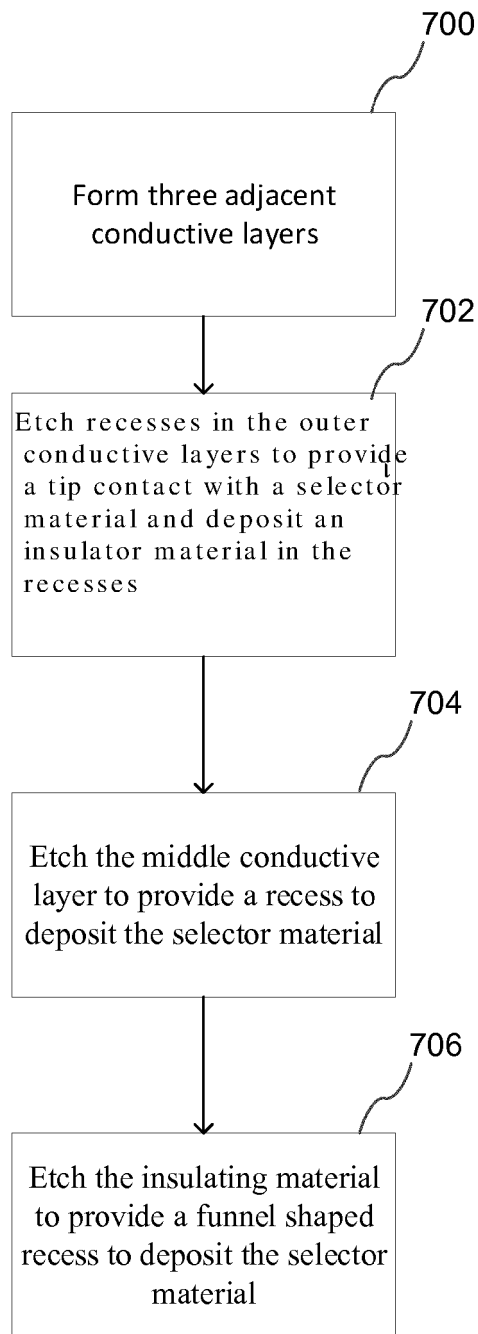 700
Form three adjacent
conductive layers
702
Etch recesses in the outer
conductive layers to provide
a tip contact with a selector
material and deposit an
insulator material in the
recesses
704
Etch the middle conductive
layer to provide a recess to
deposit the selector material
706
Etch the insulating material
to provide a funnel shaped
recess to deposit the selector
material